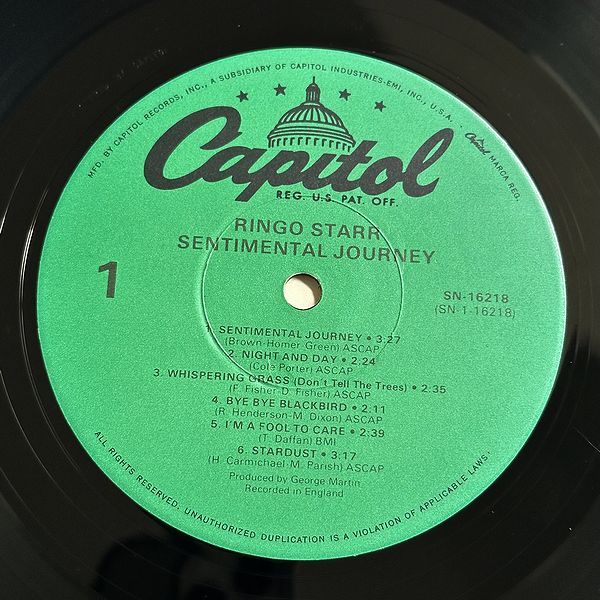 MFD. BY CAPITOL RECORDS, INC., A SUBSIDIARY OF CAPITOL INDUSTRIES-EMI, INC., U.S.A.
Capitol MARCA REG.
Capitol
REG. U.S. PAT. OFF.
RINGO STARR
SENTIMENTAL JOURNEY
1
SN-16218
(SN-1-16218)
1. SENTIMENTAL JOURNEY • 3:27
(Brown-Homer-Green) ASCAP
2. NIGHT AND DAY • 2:24
(Cole Porter) ASCAP
3. WHISPERING GRASS (Don't Tell The Trees) • 2:35
(F. Fisher-D. Fisher) ASCAP
4. BYE BYE BLACKBIRD • 2:11
(R. Henderson-M. Dixon) ASCAP
5. I'M A FOOL TO CARE • 2:39
(T. Daffan) BMI
6. STARDUST • 3:17
(H. Carmichael-M. Parish) ASCAP
Produced by George Martin
Recorded in England
ALL RIGHTS RESERVED. UNAUTHORIZED DUPLICATION IS A VIOLATION OF APPLICABLE LAWS.